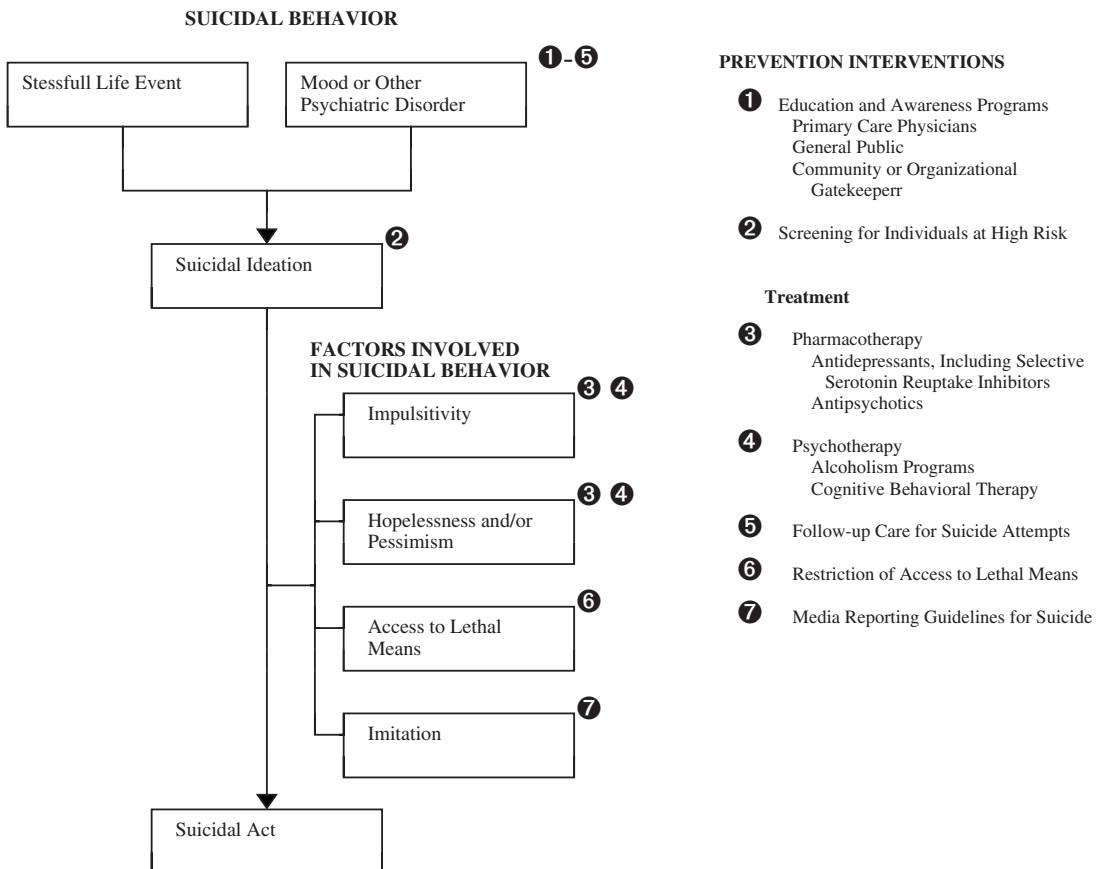 SUICIDAL BEHAVIOR
❶-❺
Stessfull Life Event
Mood or Other
Psychiatric Disorder
❷
Suicidal Ideation
FACTORS INVOLVED
IN SUICIDAL BEHAVIOR
❸ ❹
Impulsitivity
❸ ❹
Hopelessness and/or
Pessimism
❻
Access to Lethal
Means
❼
Imitation
Suicidal Act
PREVENTION INTERVENTIONS
❶ Education and Awareness Programs
Primary Care Physicians
General Public
Community or Organizational
Gatekeeperr
❷ Screening for Individuals at High Risk
Treatment
❸ Pharmacotherapy
Antidepressants, Including Selective
Serotonin Reuptake Inhibitors
Antipsychotics
❹ Psychotherapy
Alcoholism Programs
Cognitive Behavioral Therapy
❺ Follow-up Care for Suicide Attempts
❻ Restriction of Access to Lethal Means
❼ Media Reporting Guidelines for Suicide